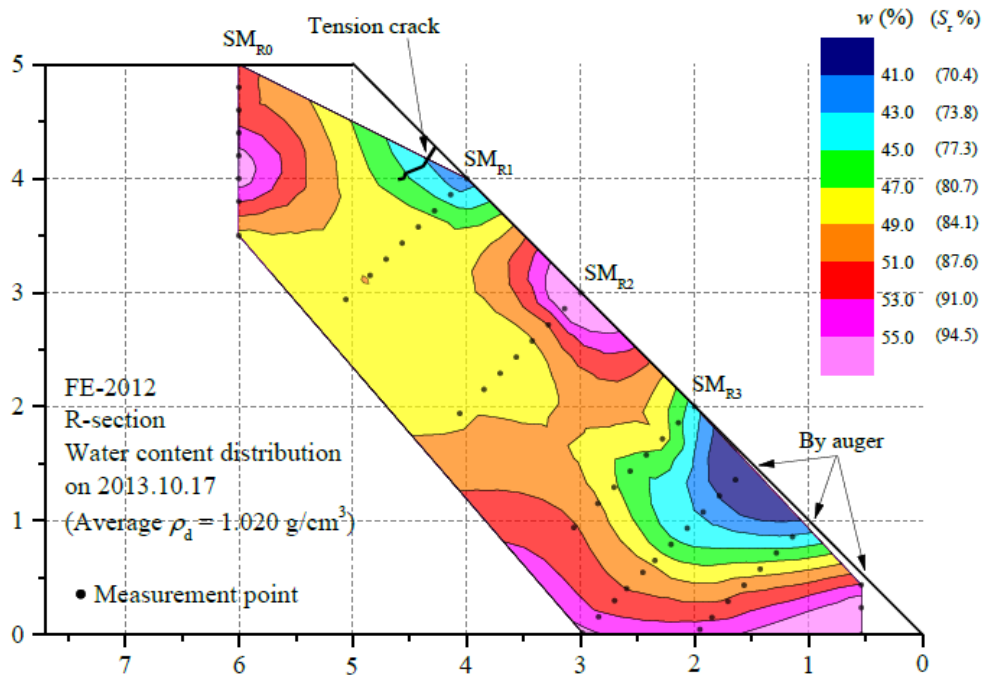 w (%) (Sr %)
Tension crack
SMR0
41.0 (70.4)
43.0 (73.8)
45.0 (77.3)
47.0 (80.7)
49.0 (84.1)
51.0 (87.6)
53.0 (91.0)
55.0 (94.5)
SMR1
SMR2
SMR3
By auger
FE-2012
R-section
Water content distribution
on 2013.10.17
(Average ρd = 1.020 g/cm3)
• Measurement point
5
4
3
2
1
0
7 6 5 4 3 2 1 0